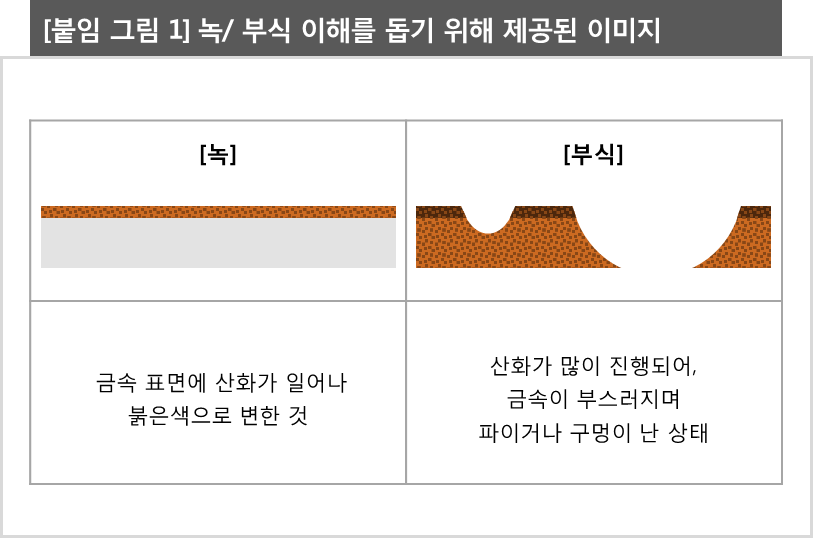 [붙임 그림 1] 녹/ 부식 이해를 돕기 위해 제공된 이미지
[녹]
[부식]
금속 표면에 산화가 일어나
붉은색으로 변한 것
산화가 많이 진행되어,
금속이 부스러지며
파이거나 구멍이 난 상태